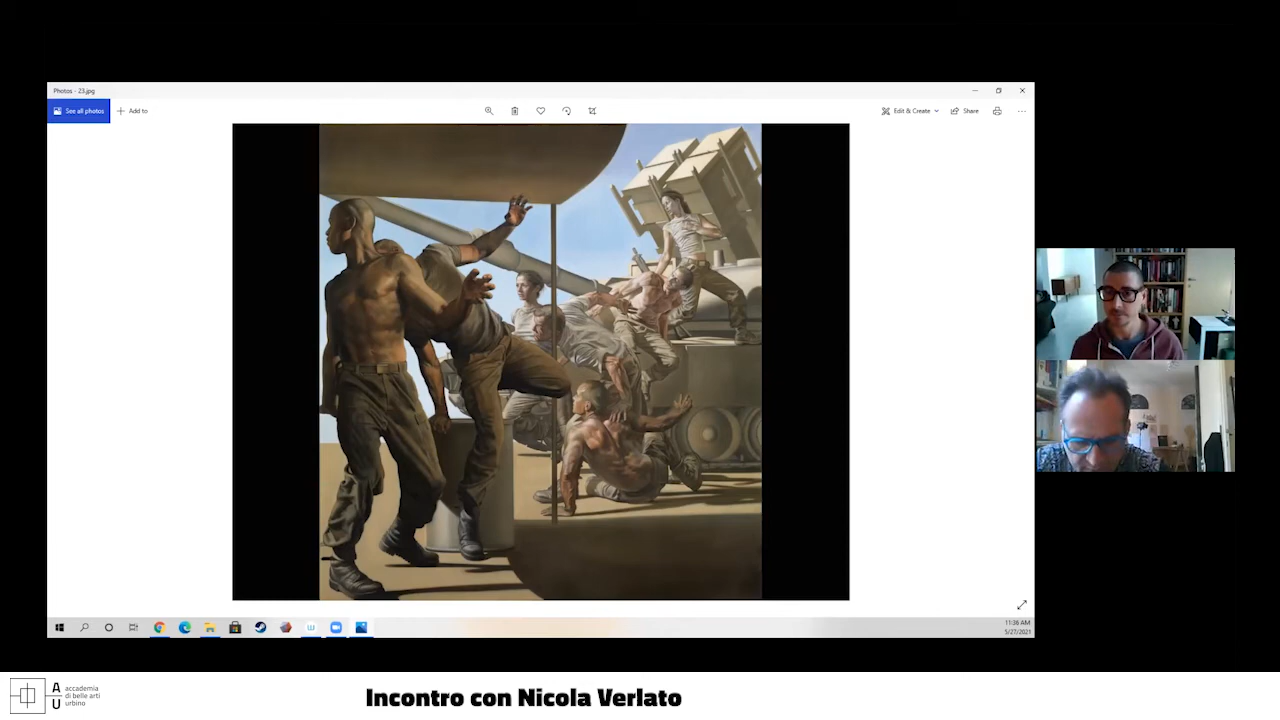 Photos - 23.jpg
See all photos
Add to
Edit & Create
Share
11:36 AM
5/27/2021
A
U
accademia
di belle arti
urbino
Incontro con Nicola Verlato